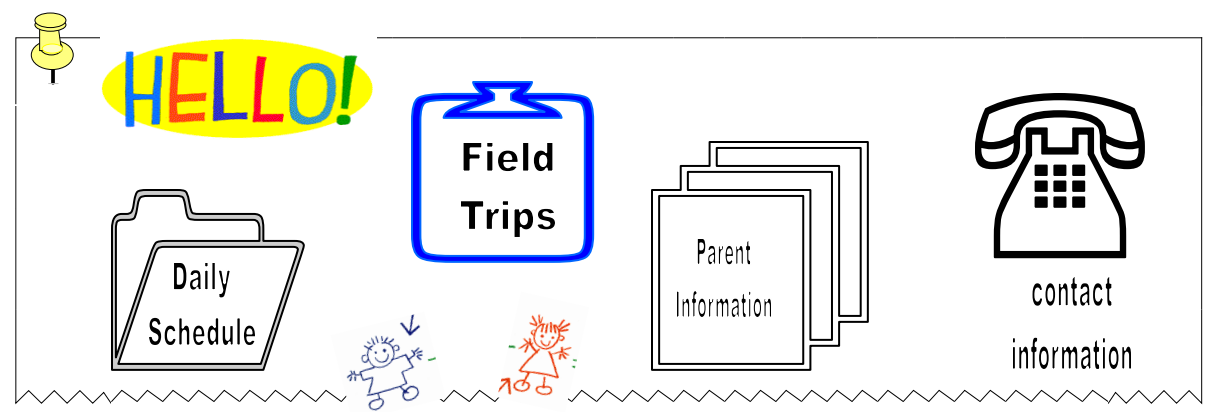 HELLO!
Field
Trips
Daily
Schedule
Parent
Information
contact
information